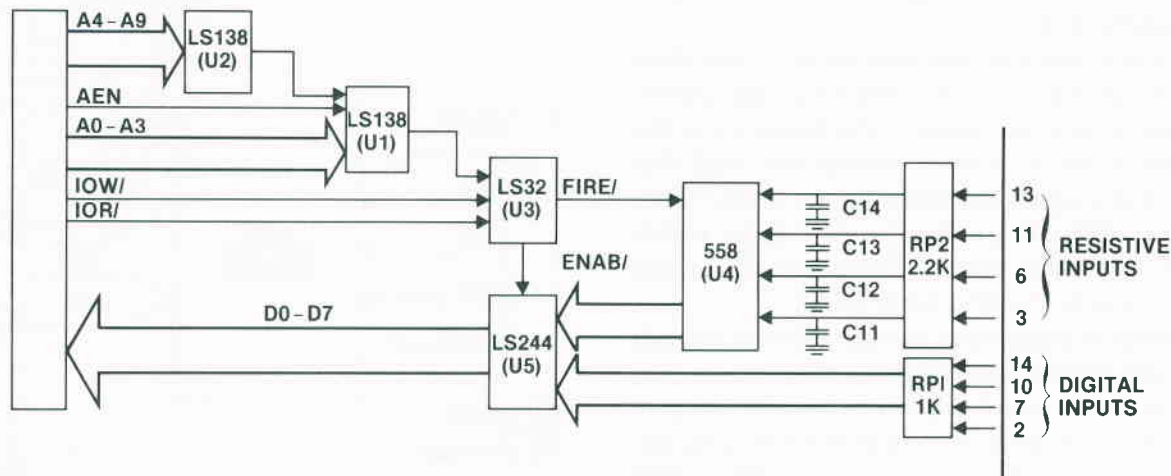 A4–A9
LS138
(U2)
AEN
LS138
(U1)
A0–A3
IOW/
IOR/
LS32
(U3)
FIRE/
ENAB/
D0–D7
LS244
(U5)
558
(U4)
C14
C13
C12
C11
RP2
2.2K
13
11
6
3
RESISTIVE
INPUTS
RPI
1K
14
10
7
2
DIGITAL
INPUTS